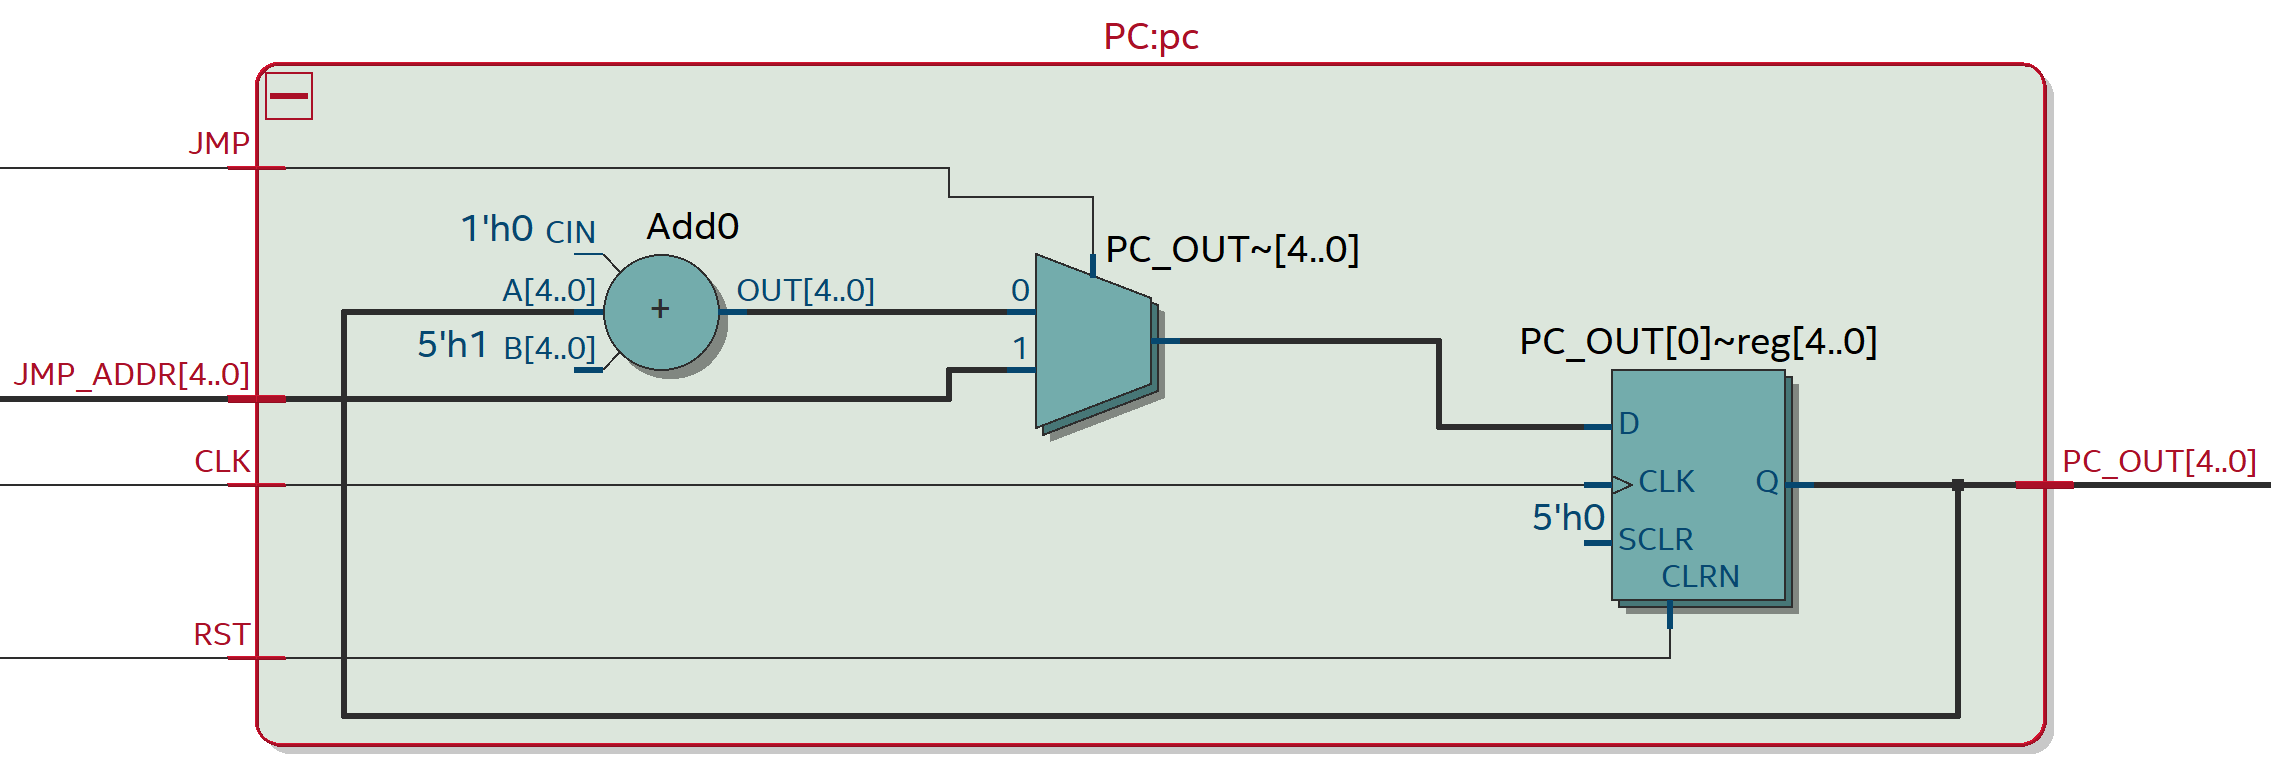 PC:pc
JMP
1'h0 CIN
Add0
PC_OUT~[4..0]
A[4..0]
OUT[4..0]
0
+
5'h1 B[4..0]
1
PC_OUT[0]~reg[4..0]
JMP_ADDR[4..0]
D
CLK
CLK
Q
PC_OUT[4..0]
5'h0
SCLR
CLRN
RST